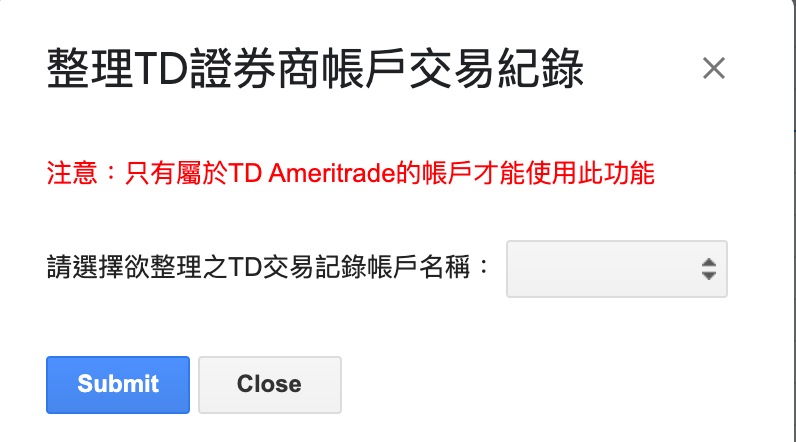 整理TD證券商帳戶交易紀錄
注意：只有屬於TD Ameritrade的帳戶才能使用此功能
請選擇欲整理之TD交易記錄帳戶名稱：
Submit Close